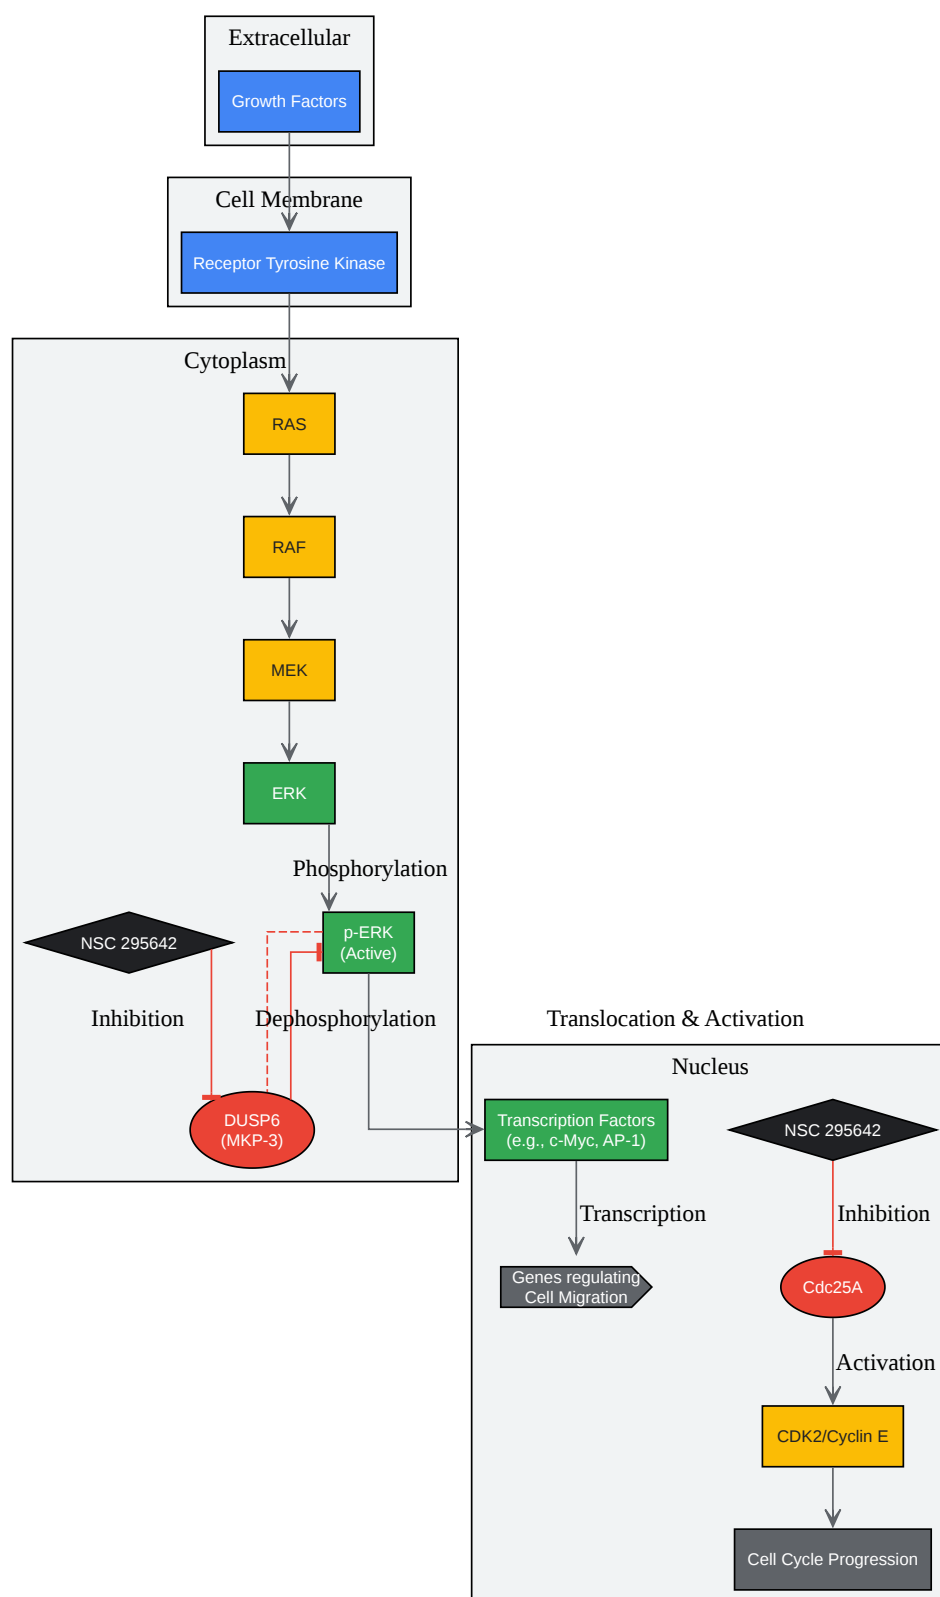 Extracellular
Growth Factors
Cell Membrane
Receptor Tyrosine Kinase
Cytoplasm
RAS
RAF
MEK
ERK
Phosphorylation
NSC 295642
p-ERK
(Active)
Inhibition
Dephosphorylation
DUSP6
(MKP-3)
Translocation & Activation
Nucleus
Transcription Factors
(e.g., c-Myc, AP-1)
NSC 295642
Transcription
Inhibition
Genes regulating
Cell Migration
Cdc25A
Activation
CDK2/Cyclin E
Cell Cycle Progression